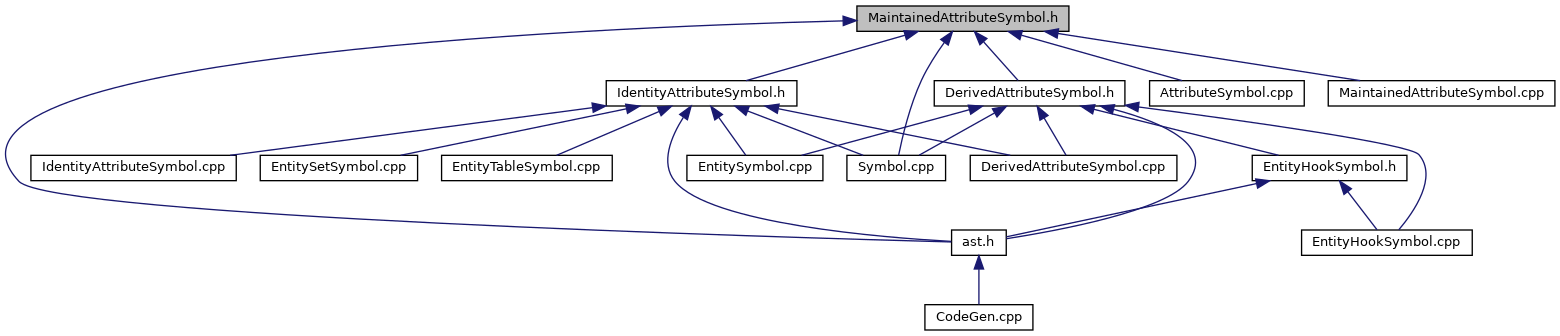 MaintainedAttributeSymbol.h
IdentityAttributeSymbol.h
DerivedAttributeSymbol.h
AttributeSymbol.cpp
MaintainedAttributeSymbol.cpp
IdentityAttributeSymbol.cpp
EntitySetSymbol.cpp
EntityTableSymbol.cpp
EntitySymbol.cpp
Symbol.cpp
DerivedAttributeSymbol.cpp
EntityHookSymbol.h
ast.h
EntityHookSymbol.cpp
CodeGen.cpp